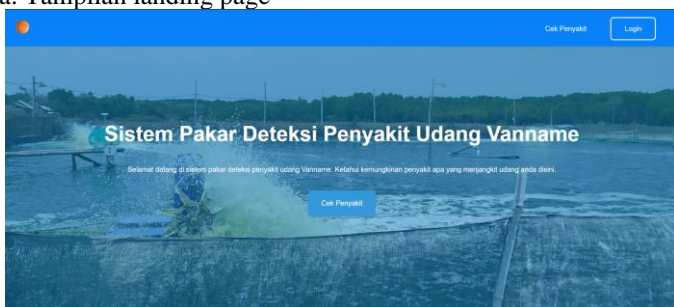 a. Tampilan landing page
Cek Penyakit
Login
Sistem Pakar Deteksi Penyakit Udang Vanname
Selamat datang di sistem pakar deteksi penyakit udang Vanname. Ketahui kemungkinan penyakit apa yang menjangkit udang anda disini.
Cek Penyakit